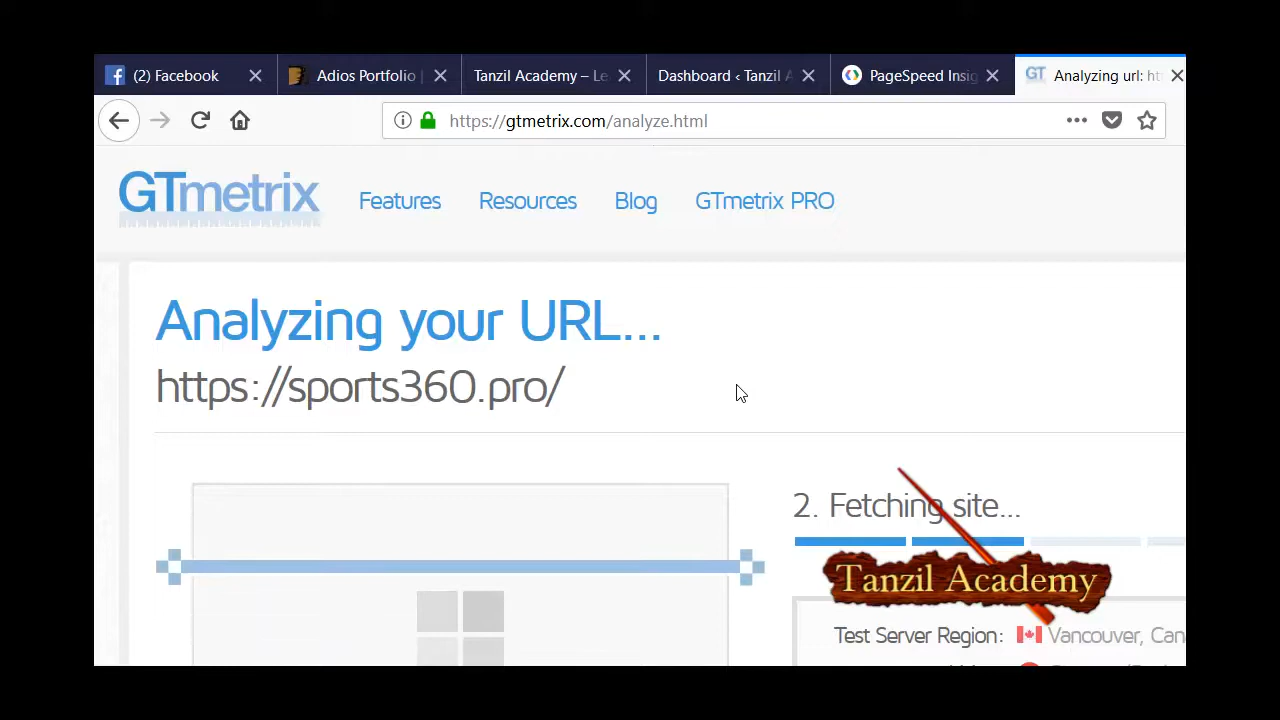 (2) Facebook
Adios Portfolio |
Tanzil Academy – Le
Dashboard ‹ Tanzil A
PageSpeed Insig
GT Analyzing url: ht
https://gtmetrix.com/analyze.html
GTmetrix
Features
Resources
Blog
GTmetrix PRO
Analyzing your URL...
https://sports360.pro/
2. Fetching site...
Tanzil Academy
Test Server Region: Vancouver, Can